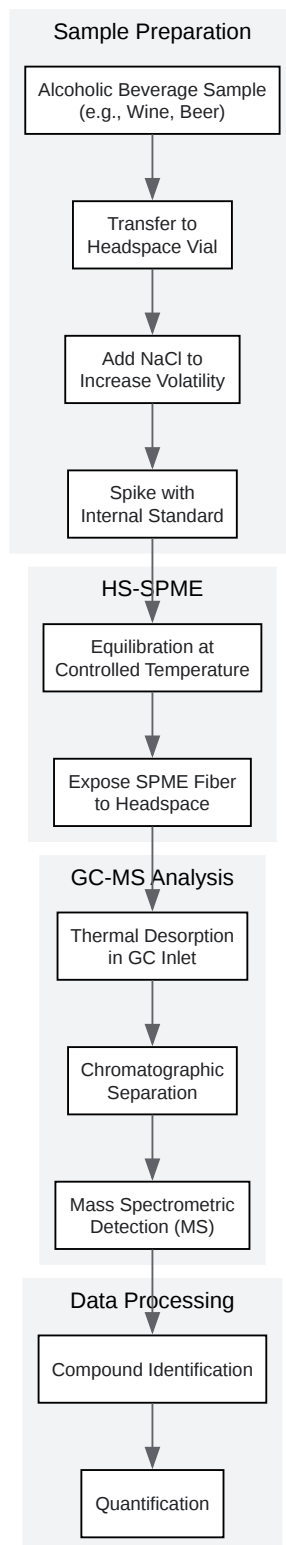 Sample Preparation
Alcoholic Beverage Sample
(e.g., Wine, Beer)
Transfer to
Headspace Vial
Add NaCl to
Increase Volatility
Spike with
Internal Standard
HS-SPME
Equilibration at
Controlled Temperature
Expose SPME Fiber
to Headspace
GC-MS Analysis
Thermal Desorption
in GC Inlet
Chromatographic
Separation
Mass Spectrometric
Detection (MS)
Data Processing
Compound Identification
Quantification